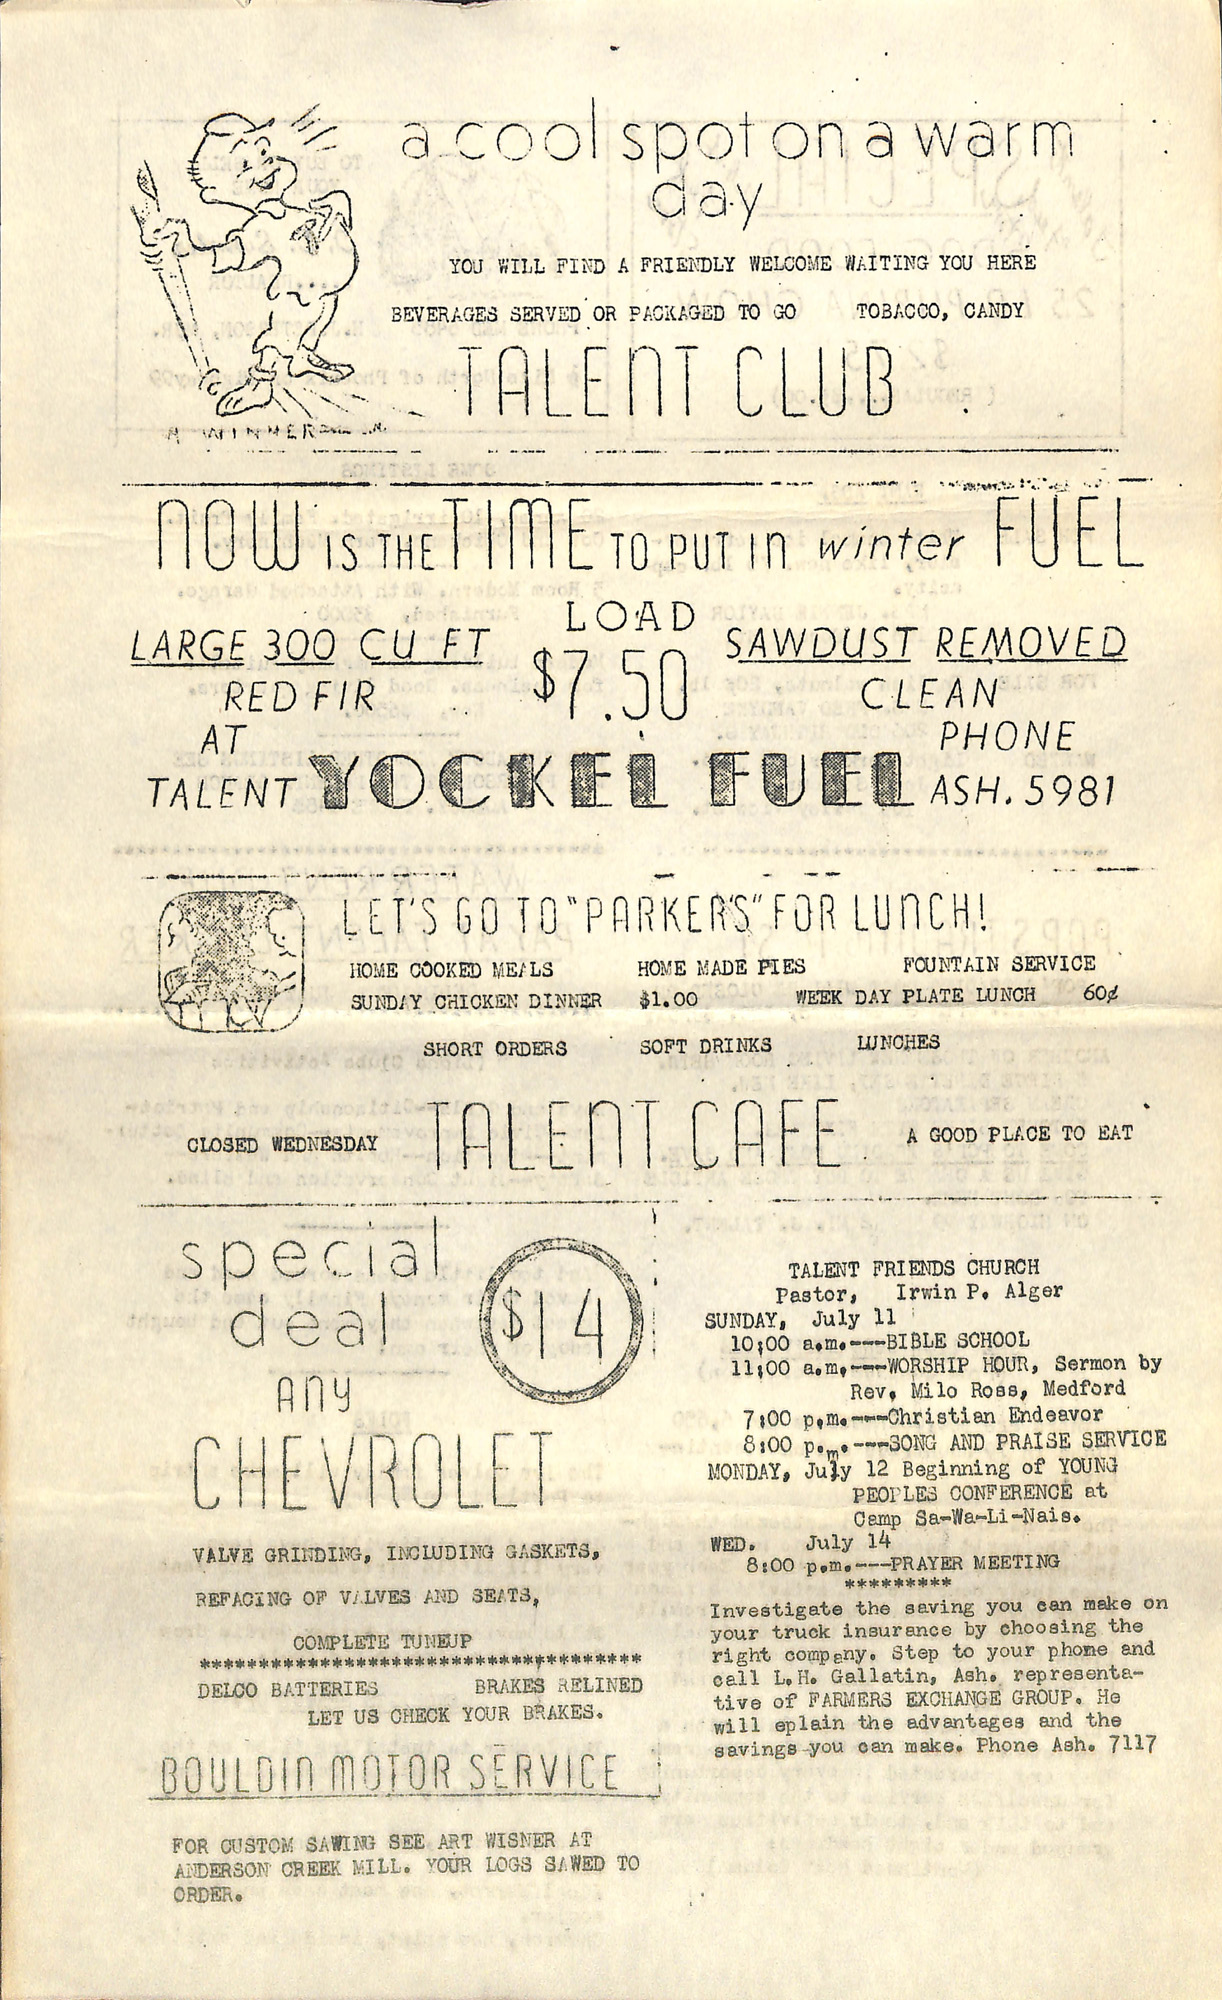 a cool spot on a warm
day
YOU WILL FIND A FRIENDLY WELCOME WAITING YOU HERE
BEVERAGES SERVED OR PACKAGED TO GO TOBACCO, CANDY
TALENT CLUB
A WINNER
NOW IS THE TIME TO PUT IN winter FUEL
LARGE 300 CU FT
RED FIR
AT
TALENT
LOAD
$7.50
SAWDUST REMOVED
CLEAN
PHONE
ASH. 5981
YOCKEL FUEL
LET'S GO TO "PARKER'S" FOR LUNCH!
HOME COOKED MEALS HOME MADE PIES FOUNTAIN SERVICE
SUNDAY CHICKEN DINNER $1.00 WEEK DAY PLATE LUNCH 60¢
SHORT ORDERS SOFT DRINKS LUNCHES
CLOSED WEDNESDAY TALENT CAFE A GOOD PLACE TO EAT
special
deal
$14
ANY
CHEVROLET
VALVE GRINDING, INCLUDING GASKETS,
REFACING OF VALVES AND SEATS,
COMPLETE TUNEUP
**************************************
DELCO BATTERIES BRAKES RELINED
LET US CHECK YOUR BRAKES.
BOULDIN MOTOR SERVICE
FOR CUSTOM SAWING SEE ART WISNER AT
ANDERSON CREEK MILL. YOUR LOGS SAWED TO
ORDER.
TALENT FRIENDS CHURCH
Pastor, Irwin P. Alger
SUNDAY, July 11
10;00 a.m.---BIBLE SCHOOL
11;00 a.m.---WORSHIP HOUR, Sermon by
Rev. Milo Ross, Medford
7:00 p.m.---Christian Endeavor
8:00 p.m.---SONG AND PRAISE SERVICE
MONDAY, July 12 Beginning of YOUNG
PEOPLES CONFERENCE at
Camp Sa-Wa-Li-Nais.
WED. July 14
8:00 p.m.---PRAYER MEETING
*********
Investigate the saving you can make on
your truck insurance by choosing the
right company. Step to your phone and
call L.H. Gallatin, Ash. representa-
tive of FARMERS EXCHANGE GROUP. He
will eplain the advantages and the
savings you can make. Phone Ash. 7117